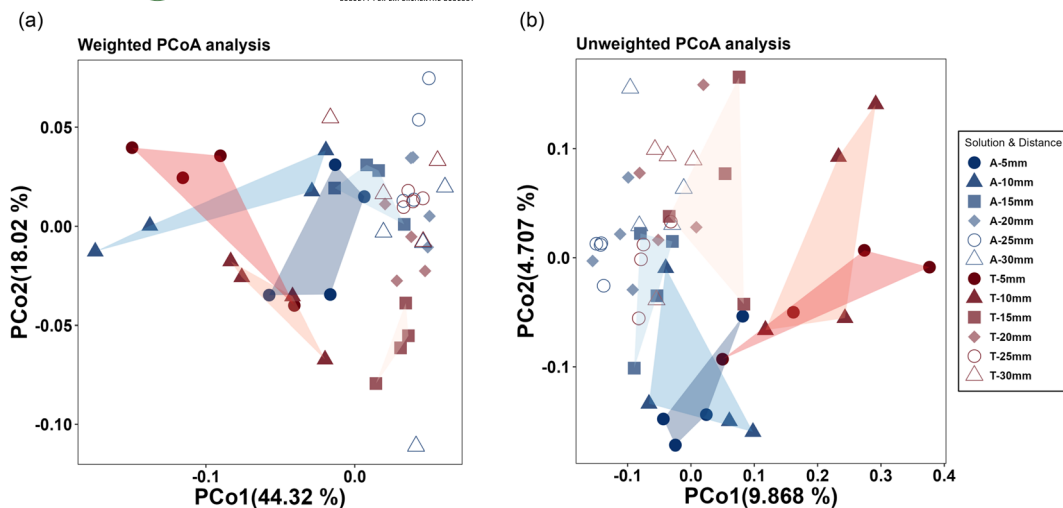 (a)
(b)
Weighted PCoA analysis
PCo2(18.02 %)
0.05
0.00
-0.05
-0.10
-0.1
0.0
PCo1(44.32 %)
Unweighted PCoA analysis
PCo2(4.707 %)
0.1
0.0
-0.1
-0.1
0.0
0.1
0.2
0.3
0.4
PCo1(9.868 %)
Solution & Distance
A-5mm
A-10mm
A-15mm
A-20mm
A-25mm
A-30mm
T-5mm
T-10mm
T-15mm
T-20mm
T-25mm
T-30mm